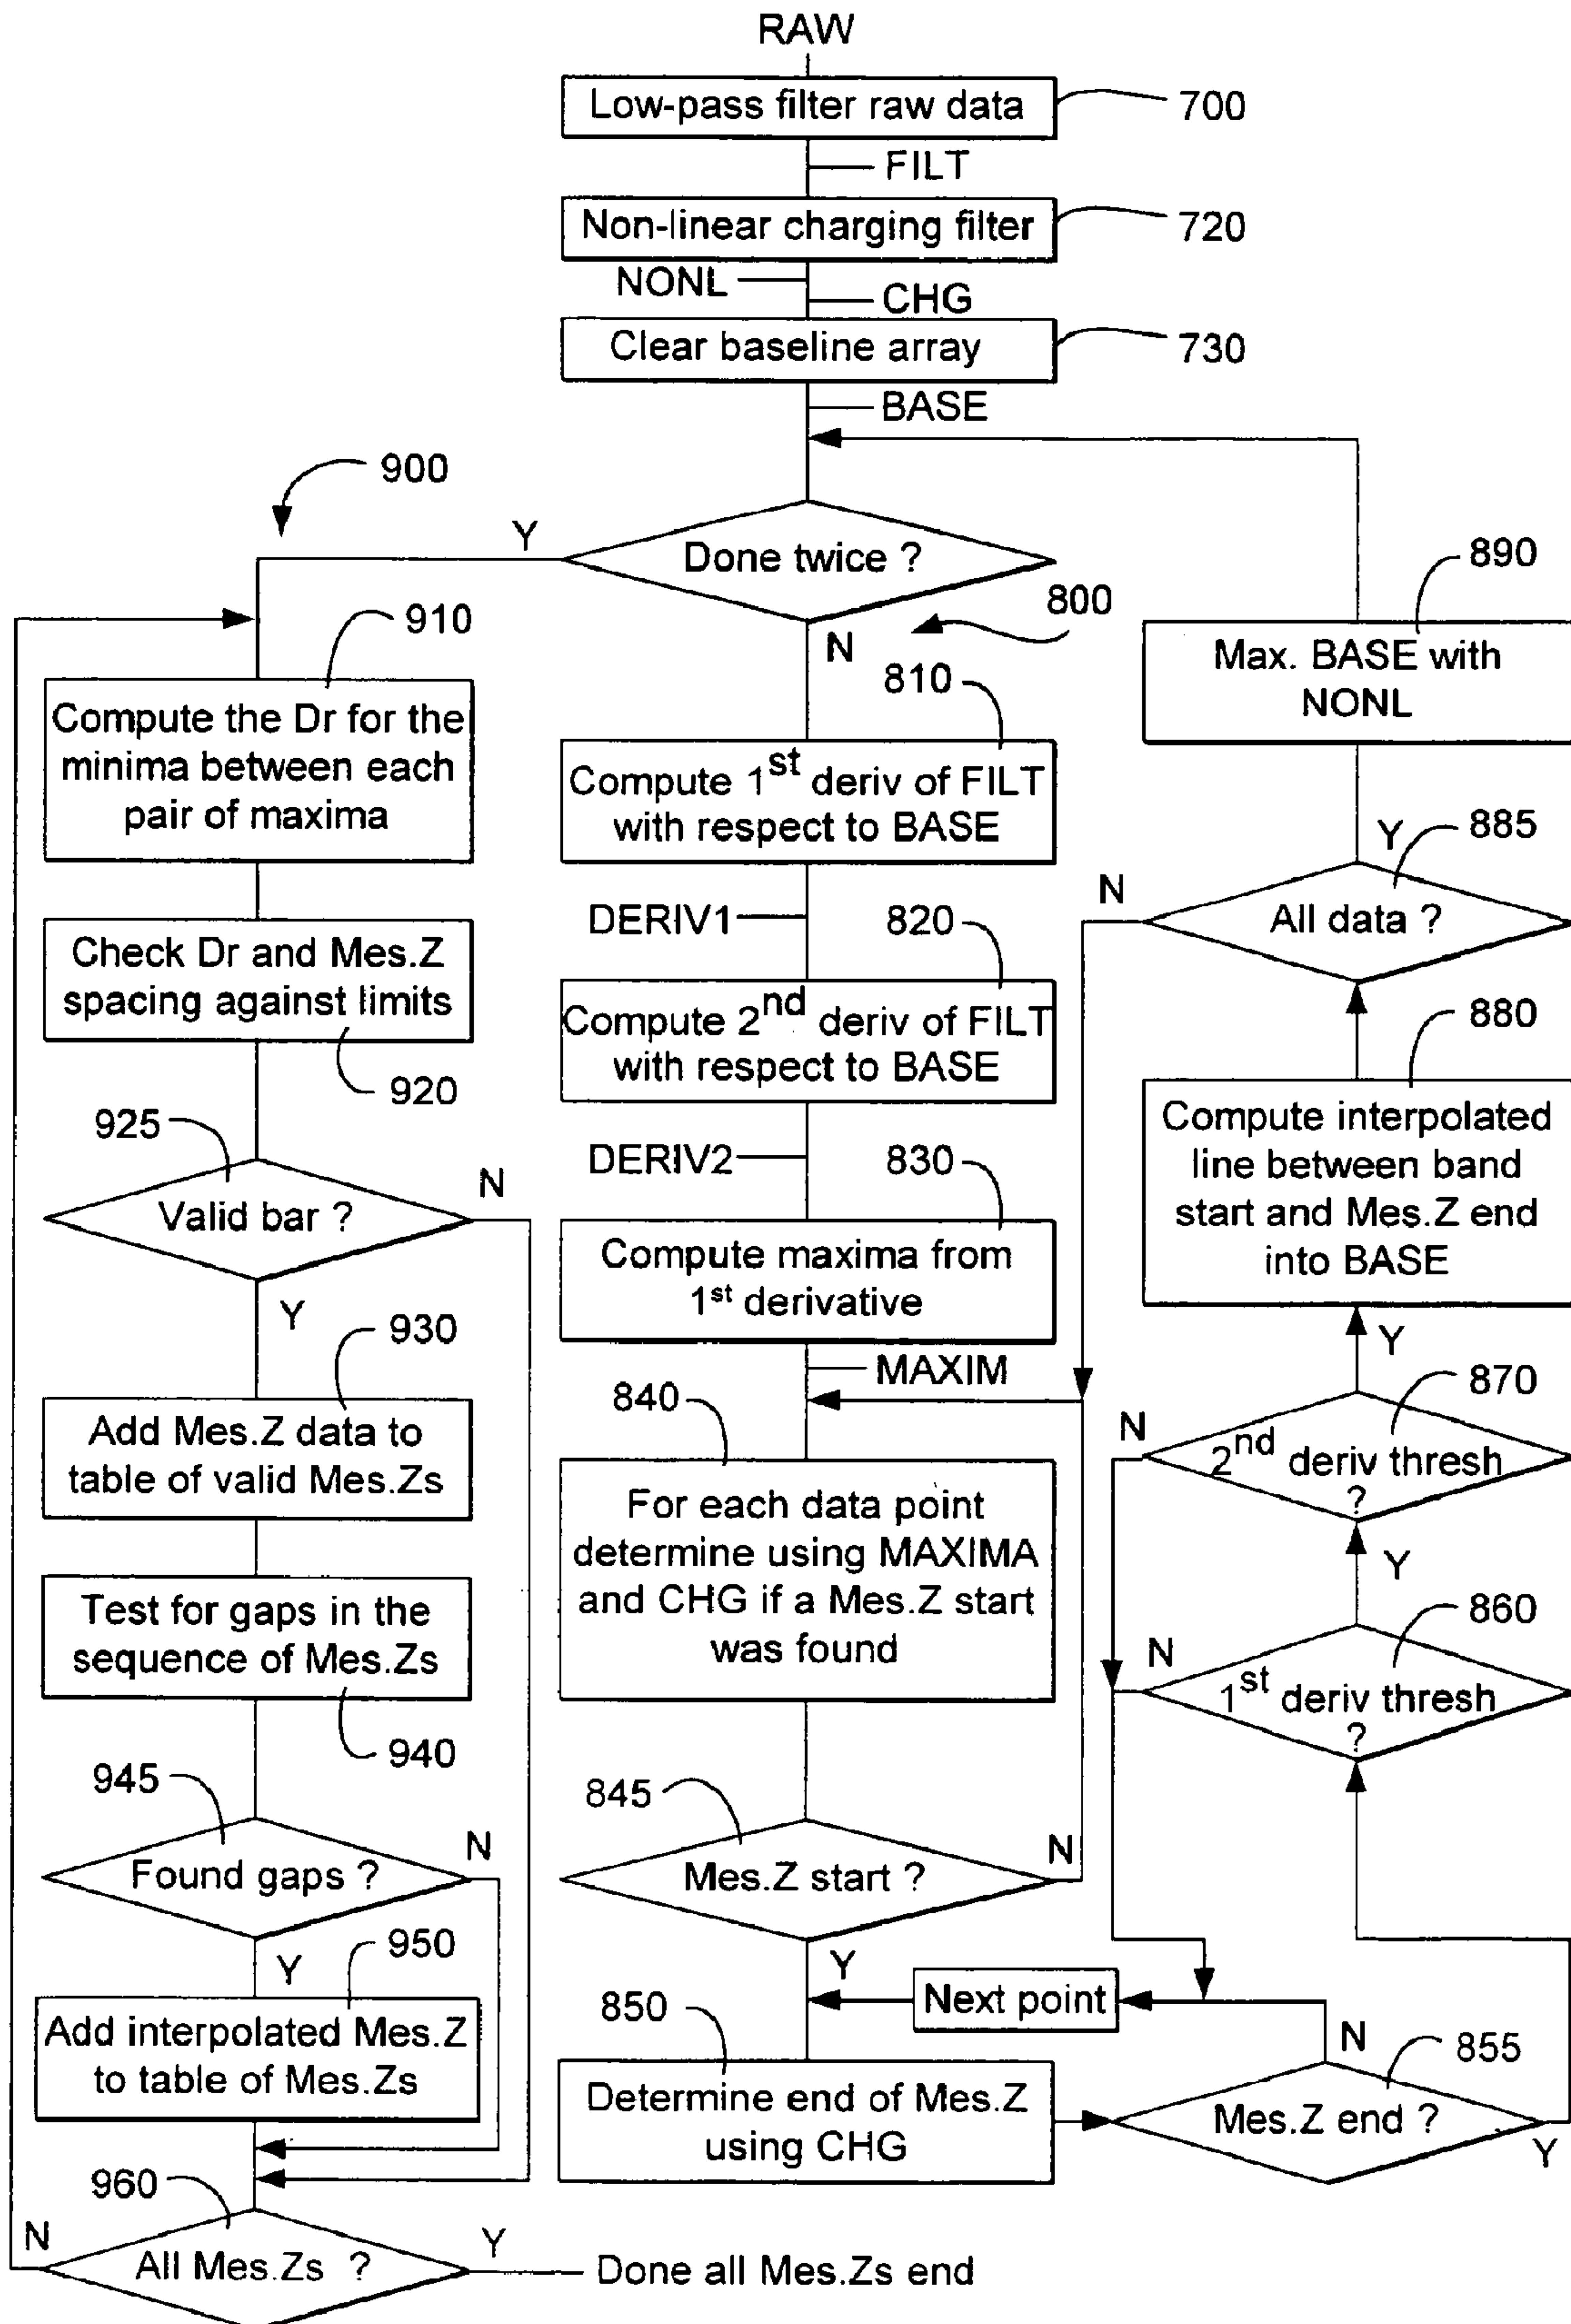 RAW
Low-pass filter raw data
700
FILT
Non-linear charging filter
720
NONL
CHG
Clear baseline array
730
BASE
900
Y
Done twice ?
800
N
910
Compute the Dr for the
minima between each
pair of maxima
Check Dr and Mes.Z
spacing against limits
920
925
Valid bar ?
N
Y
930
Add Mes.Z data to
table of valid Mes.Zs
Test for gaps in the
sequence of Mes.Zs
940
945
Found gaps ?
N
Y
950
Add interpolated Mes.Z
to table of Mes.Zs
960
N
All Mes.Zs ?
Y
Done all Mes.Zs end
810
Compute 1st deriv of FILT
with respect to BASE
DERIV1
820
Compute 2nd deriv of FILT
with respect to BASE
DERIV2
830
Compute maxima from
1st derivative
MAXIM
840
For each data point
determine using MAXIMA
and CHG if a Mes.Z start
was found
845
Mes.Z start ?
N
Y
Next point
850
Determine end of Mes.Z
using CHG
N
855
Mes.Z end ?
Y
890
Max. BASE with
NONL
Y
885
N
All data ?
880
Compute interpolated
line between band
start and Mes.Z end
into BASE
Y
870
N
2nd deriv thresh
?
Y
860
N
1st deriv thresh
?